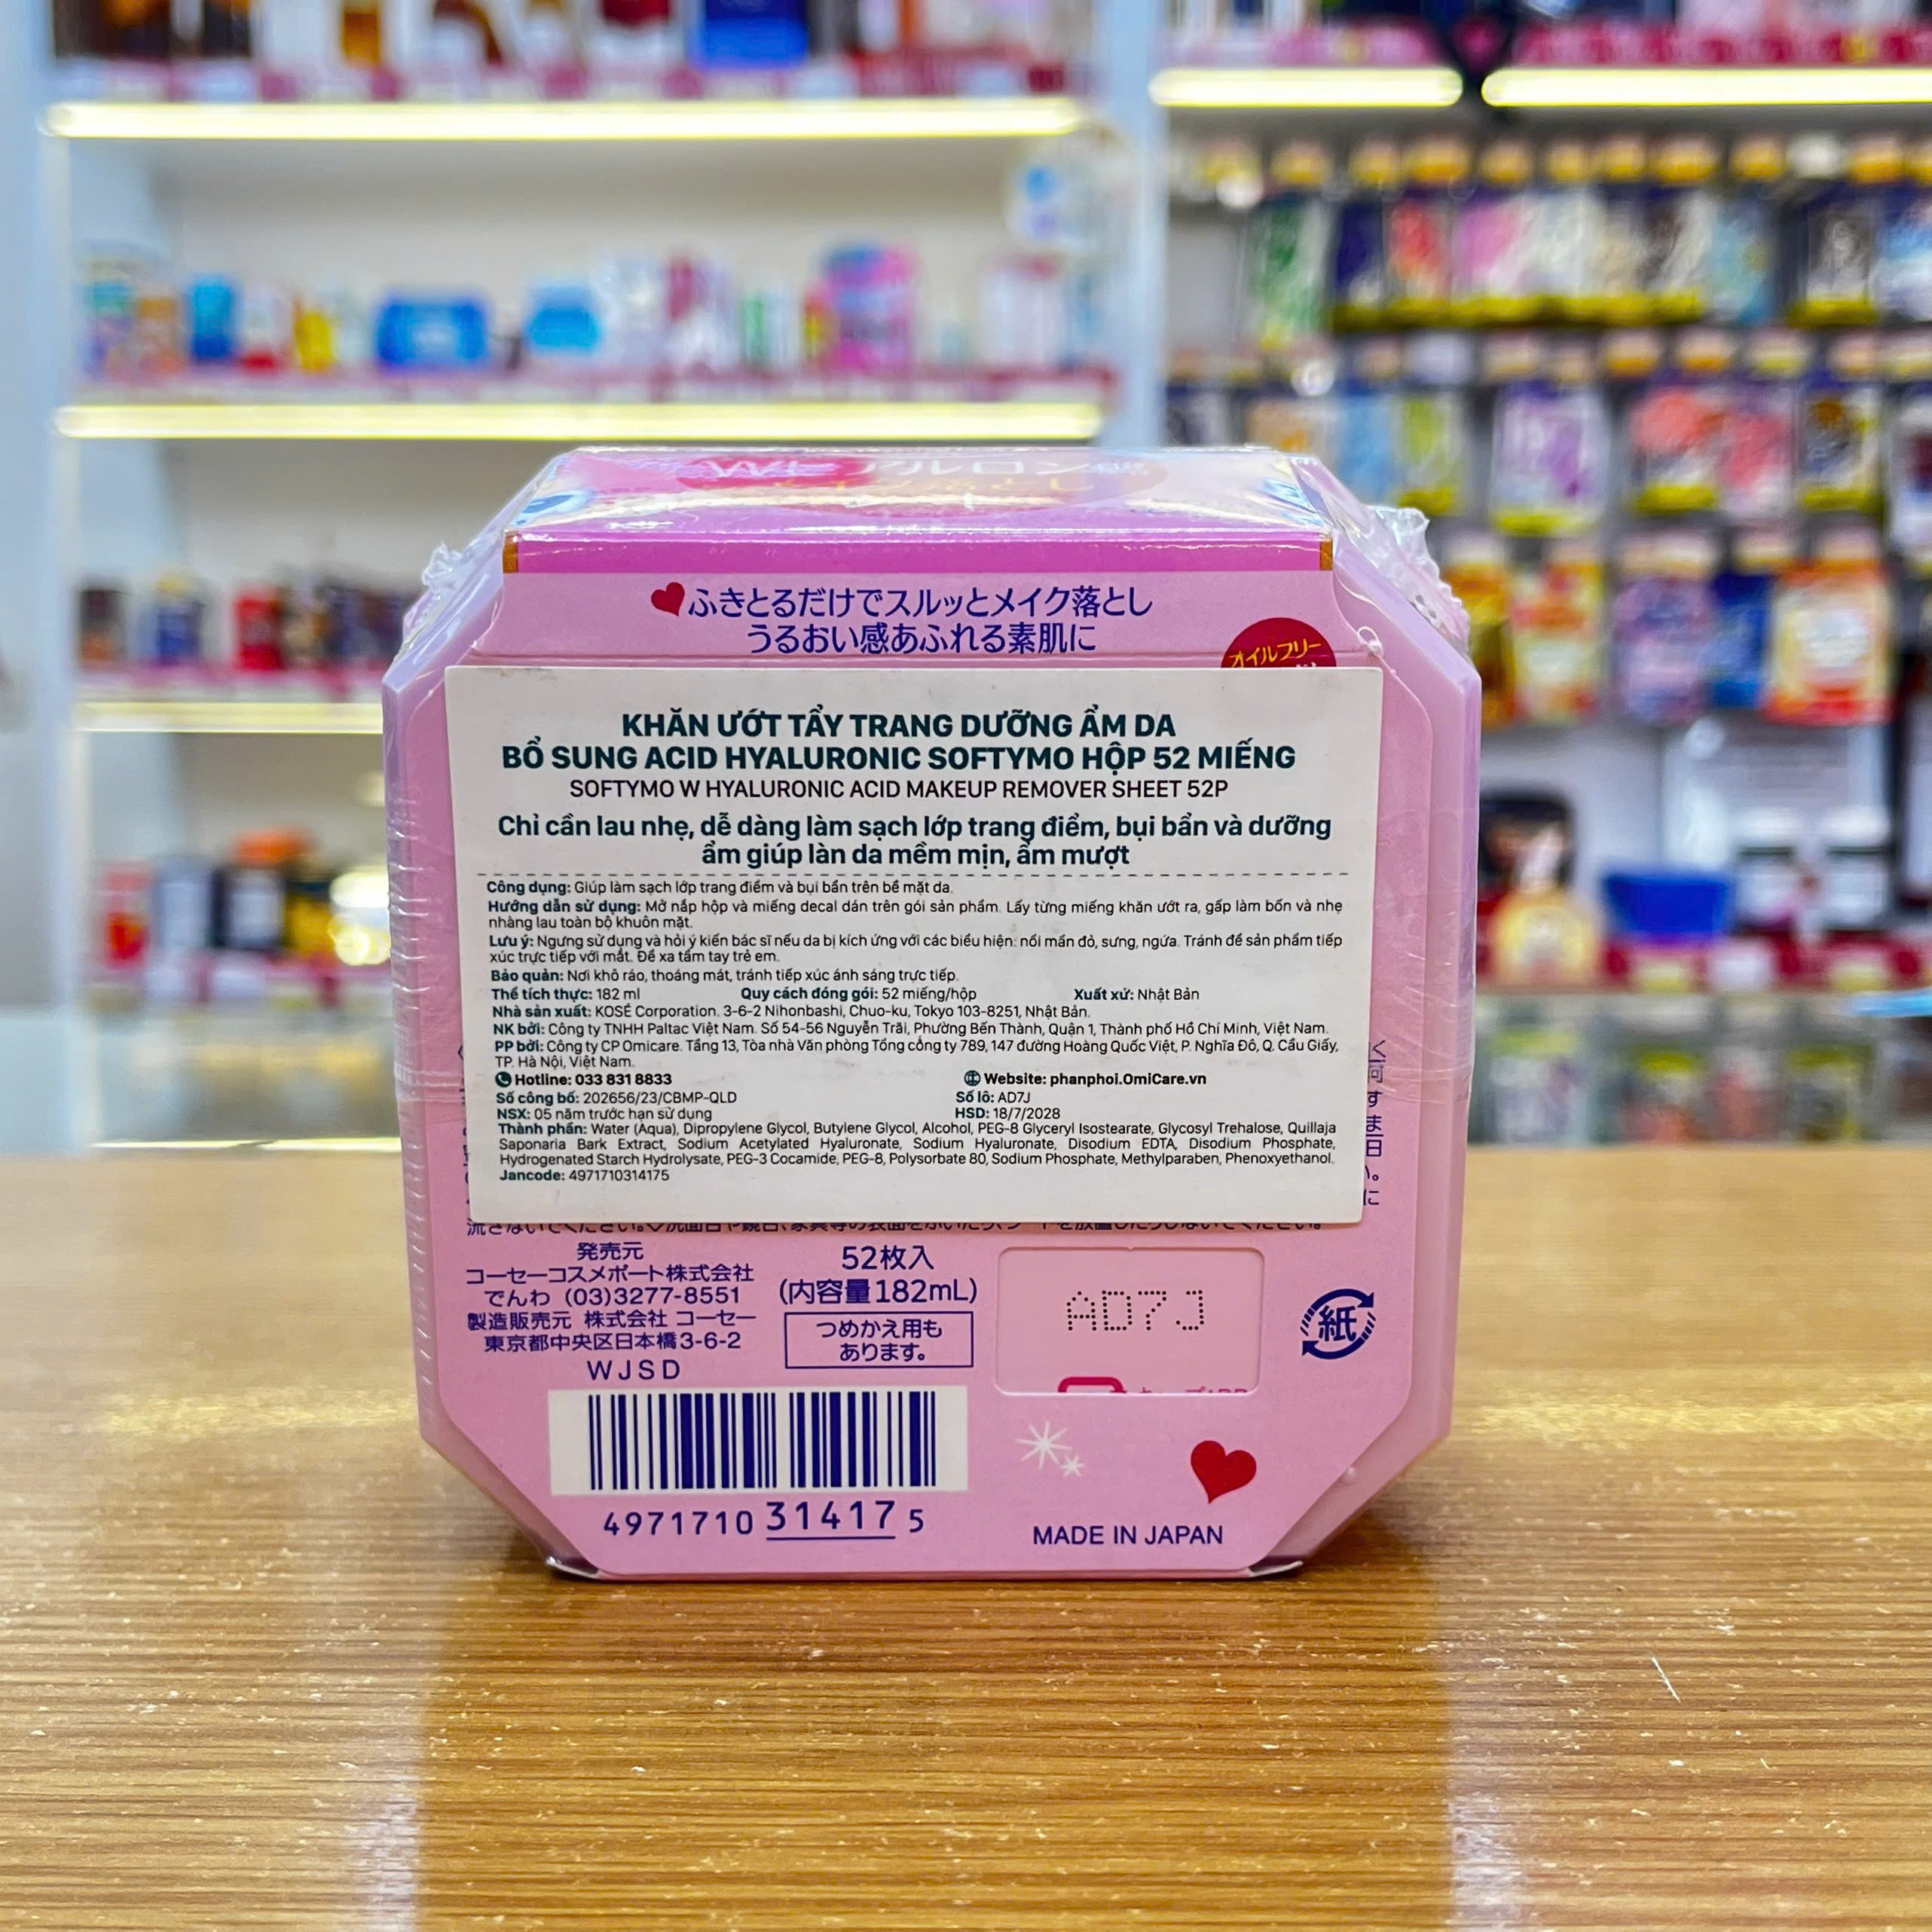 ふきとるだけでスルッとメイク落とし
うるおい感あふれる素肌に
オイルフリー
KHĂN ƯỚT TẨY TRANG DƯỠNG ẨM DA
BỔ SUNG ACID HYALURONIC SOFTYMO HỘP 52 MIẾNG
SOFTYMO W HYALURONIC ACID MAKEUP REMOVER SHEET 52P
Chỉ cần lau nhẹ, dễ dàng làm sạch lớp trang điểm, bụi bẩn và dưỡng
ẩm giúp làn da mềm mịn, ẩm mượt
Công dụng: Giúp làm sạch lớp trang điểm và bụi bẩn trên bề mặt da.
Hướng dẫn sử dụng: Mở nắp hộp và miếng decal dán trên gói sản phẩm. Lấy từng miếng khăn ướt ra, gấp làm bốn và nhẹ
nhàng lau toàn bộ khuôn mặt.
Lưu ý: Ngưng sử dụng và hỏi ý kiến bác sĩ nếu da bị kích ứng với các biểu hiện: nổi mẩn đỏ, sưng, ngứa. Tránh để sản phẩm tiếp
xúc trực tiếp với mắt. Để xa tầm tay trẻ em.
Bảo quản: Nơi khô ráo, thoáng mát, tránh tiếp xúc ánh sáng trực tiếp.
Thể tích thực: 182 ml Quy cách đóng gói: 52 miếng/hộp Xuất xứ: Nhật Bản
Nhà sản xuất: KOSÉ Corporation. 3-6-2 Nihonbashi, Chuo-ku, Tokyo 103-8251, Nhật Bản.
NK bởi: Công ty TNHH Paltac Việt Nam. Số 54-56 Nguyễn Trãi, Phường Bến Thành, Quận 1, Thành phố Hồ Chí Minh, Việt Nam.
PP bởi: Công ty CP Omicare. Tầng 13, Tòa nhà Văn phòng Tổng công ty 789, 147 đường Hoàng Quốc Việt, P. Nghĩa Đô, Q. Cầu Giấy,
TP. Hà Nội, Việt Nam.
Hotline: 033 831 8833 Website: phanphoi.OmiCare.vn
Số công bố: 202656/23/CBMP-QLD Số lô: AD7J
NSX: 05 năm trước hạn sử dụng HSD: 18/7/2028
Thành phần: Water (Aqua), Dipropylene Glycol, Butylene Glycol, Alcohol, PEG-8 Glyceryl Isostearate, Glycosyl Trehalose, Quillaja
Saponaria Bark Extract, Sodium Acetylated Hyaluronate, Sodium Hyaluronate, Disodium EDTA, Disodium Phosphate,
Hydrogenated Starch Hydrolysate, PEG-3 Cocamide, PEG-8, Polysorbate 80, Sodium Phosphate, Methylparaben, Phenoxyethanol.
Jancode: 4971710314175
発売元
コーセーコスメポート株式会社
でんわ (03)3277-8551
製造販売元 株式会社 コーセー
東京都中央区日本橋3-6-2
WJSD
52枚入
(内容量182mL)
つめかえ用も
あります。
AD7J
紙
4971710 31417 5
MADE IN JAPAN